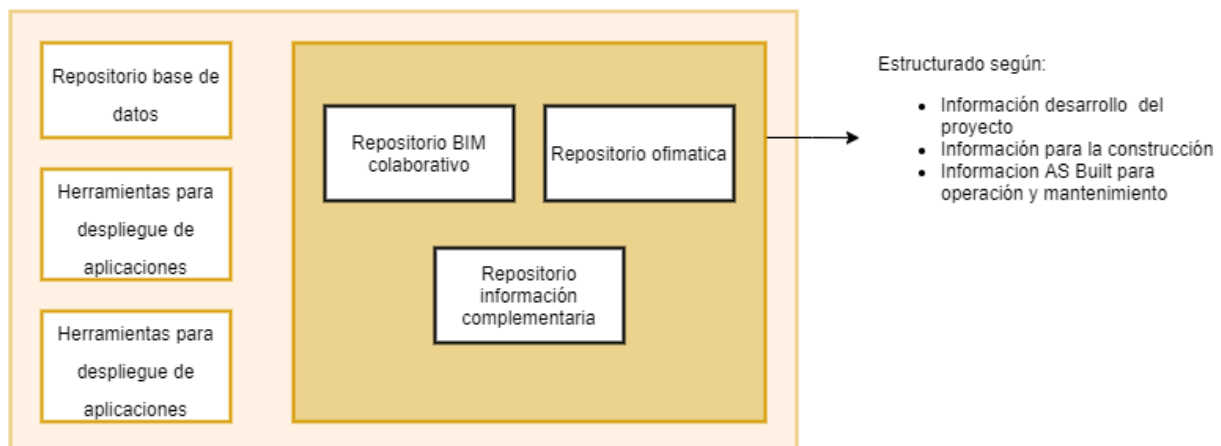 Repositorio base de
datos
Herramientas para
despliegue de
aplicaciones
Herramientas para
despliegue de
aplicaciones
Repositorio BIM
colaborativo
Repositorio ofimatica
Repositorio
información
complementaria
Estructurado según:
• Información desarrollo del
proyecto
• Información para la construcción
• Informacion AS Built para
operación y mantenimiento